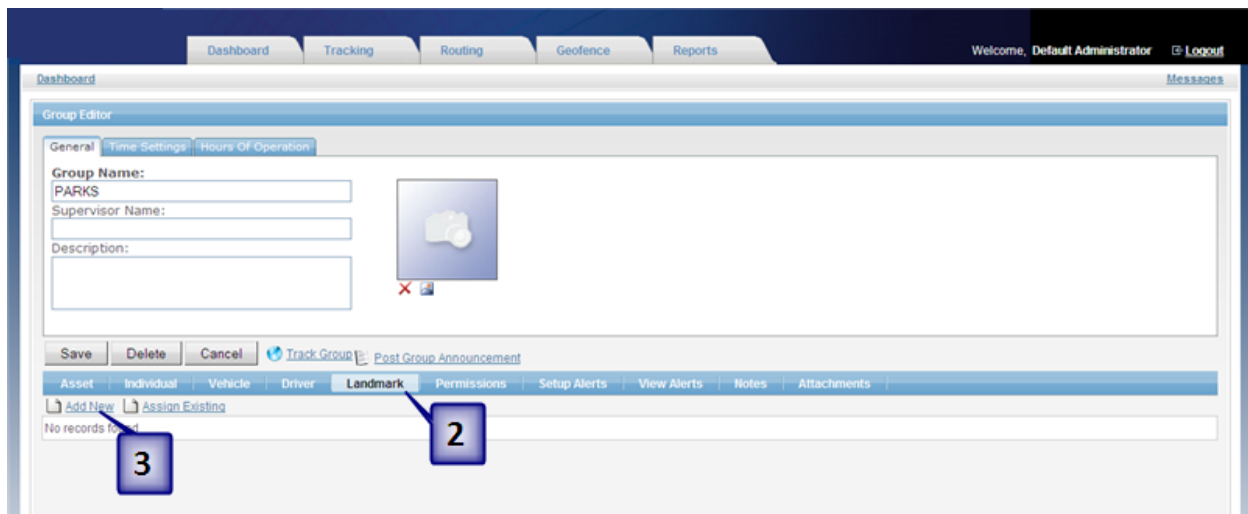 Dashboard Tracking Routing Geofence Reports Welcome, Default Administrator Logout
Dashboard Messages
Group Editor
General Time Settings Hours Of Operation
Group Name:
PARKS
Supervisor Name:
Description:
Save Delete Cancel Track Group Post Group Announcement
Asset Individual Vehicle Driver Landmark Permissions Setup Alerts View Alerts Notes Attachments
Add New Assign Existing
No records found
2
3